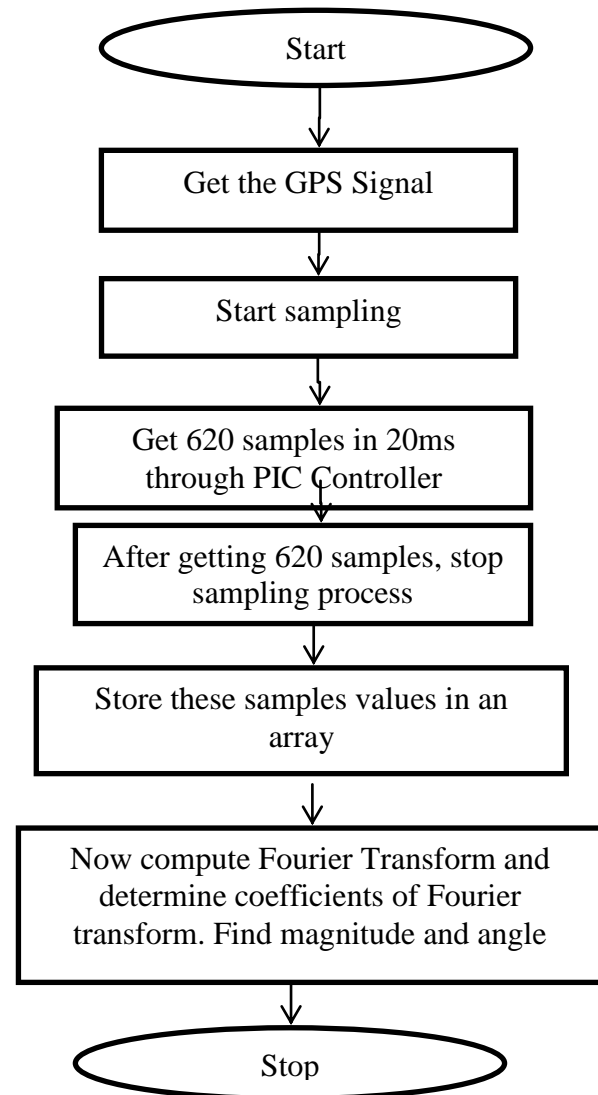 Start
Get the GPS Signal
Start sampling
Get 620 samples in 20ms
through PIC Controller
After getting 620 samples, stop
sampling process
Store these samples values in an
array
Now compute Fourier Transform and
determine coefficients of Fourier
transform. Find magnitude and angle
Stop